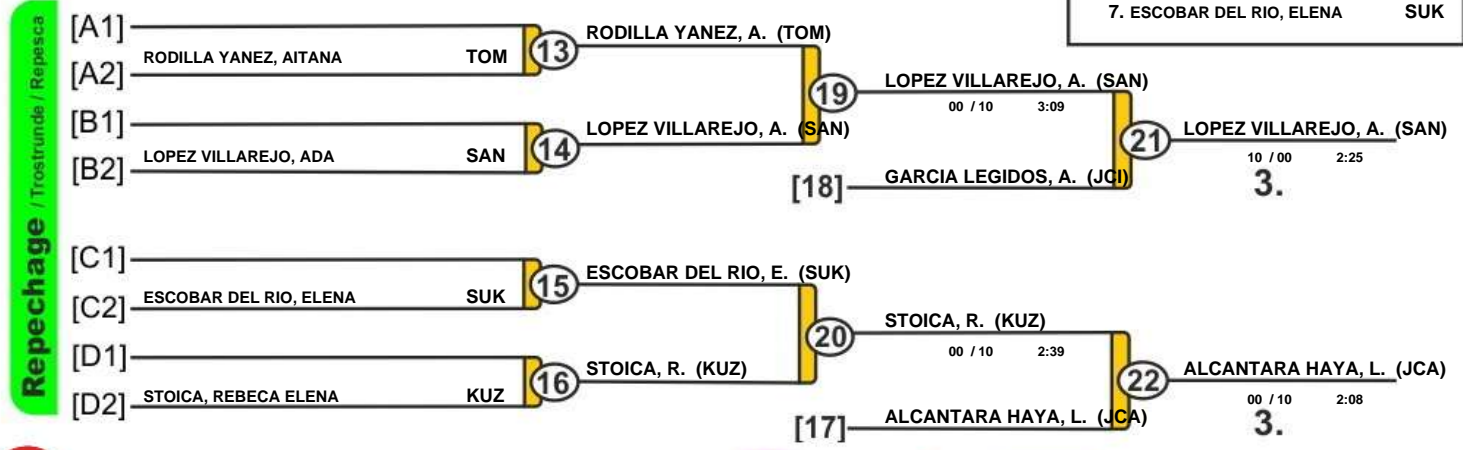 7. ESCOBAR DEL RIO, ELENA SUK
Repechage / Trostrunde / Repesca
[A1]
RODILLA YANEZ, AITANA TOM
[A2]
13
RODILLA YANEZ, A. (TOM)
[B1]
LOPEZ VILLAREJO, ADA SAN
[B2]
14
LOPEZ VILLAREJO, A. (SAN)
19
LOPEZ VILLAREJO, A. (SAN)
00 / 10 3:09
[18]
GARCIA LEGIDOS, A. (JCI)
21
LOPEZ VILLAREJO, A. (SAN)
10 / 00 2:25
3.
[C1]
ESCOBAR DEL RIO, ELENA SUK
[C2]
15
ESCOBAR DEL RIO, E. (SUK)
[D1]
STOICA, REBECA ELENA KUZ
[D2]
16
STOICA, R. (KUZ)
20
STOICA, R. (KUZ)
00 / 10 2:39
[17]
ALCANTARA HAYA, L. (JCA)
22
ALCANTARA HAYA, L. (JCA)
00 / 10 2:08
3.